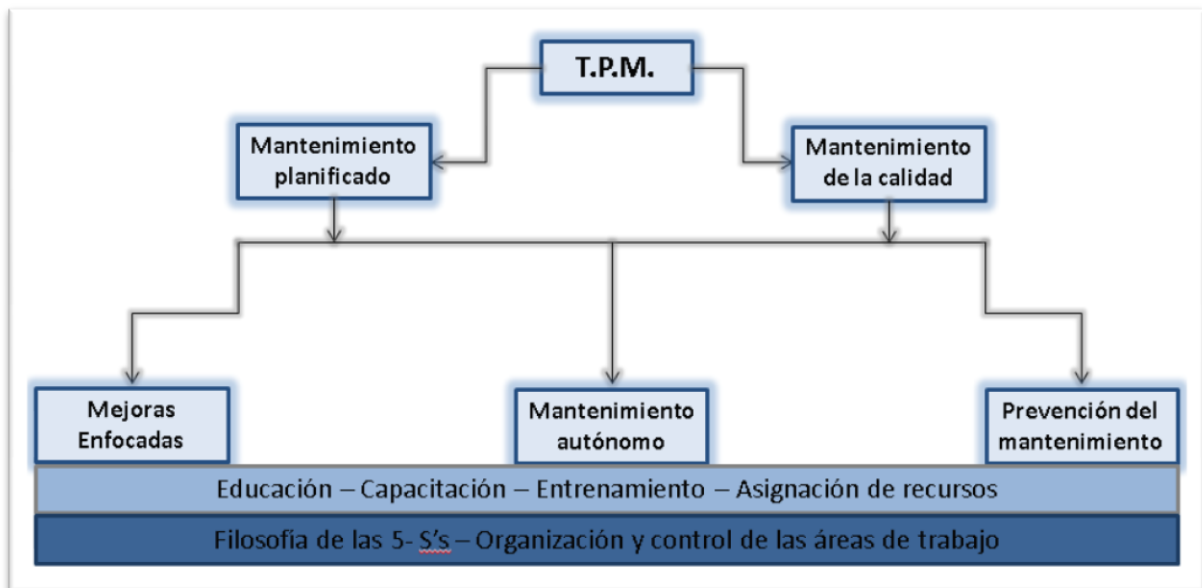 T.P.M.
Mantenimiento
planificado
Mantenimiento
de la calidad
Mejoras
Enfocadas
Mantenimiento
autónomo
Prevención del
mantenimiento
Educación – Capacitación – Entrenamiento – Asignación de recursos
Filosofía de las 5- S's – Organización y control de las áreas de trabajo